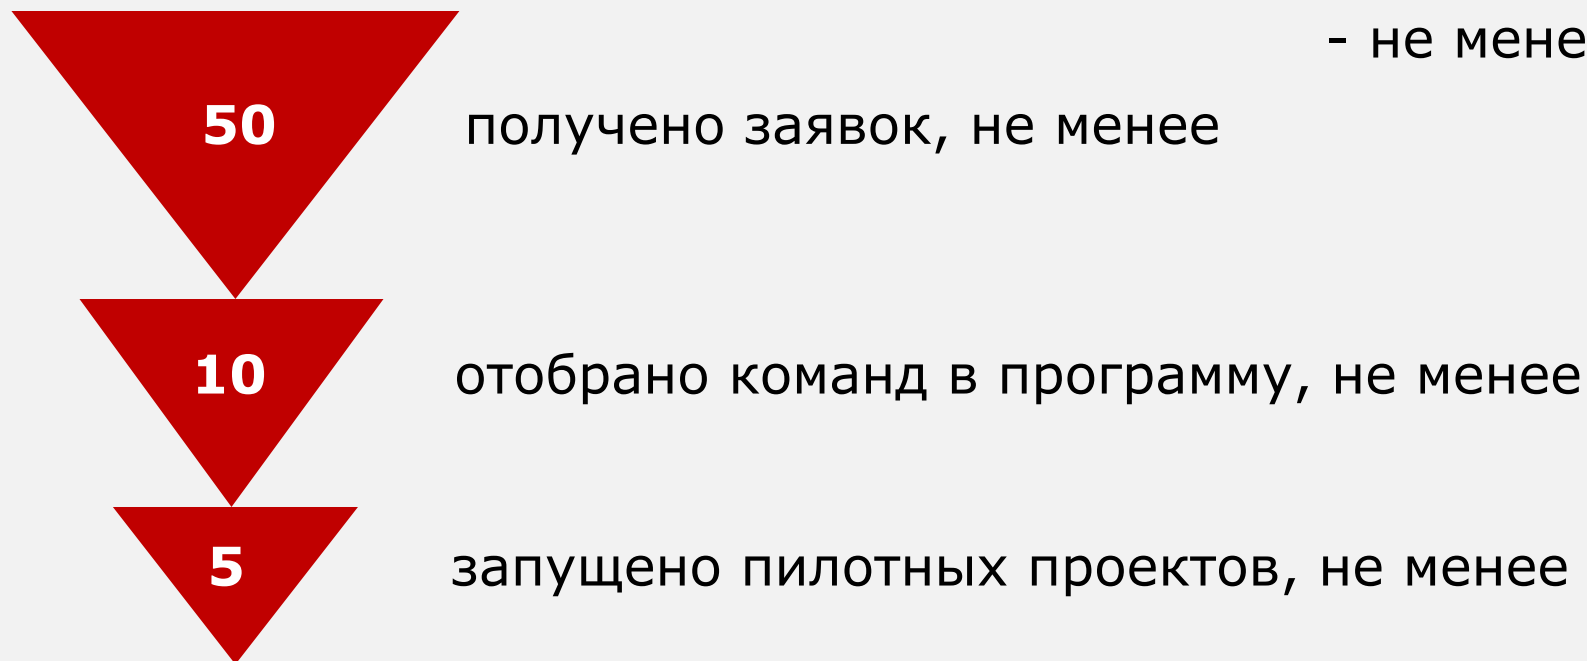 - не мене
50 получено заявок, не менее
10 отобрано команд в программу, не менее
5 запущено пилотных проектов, не менее